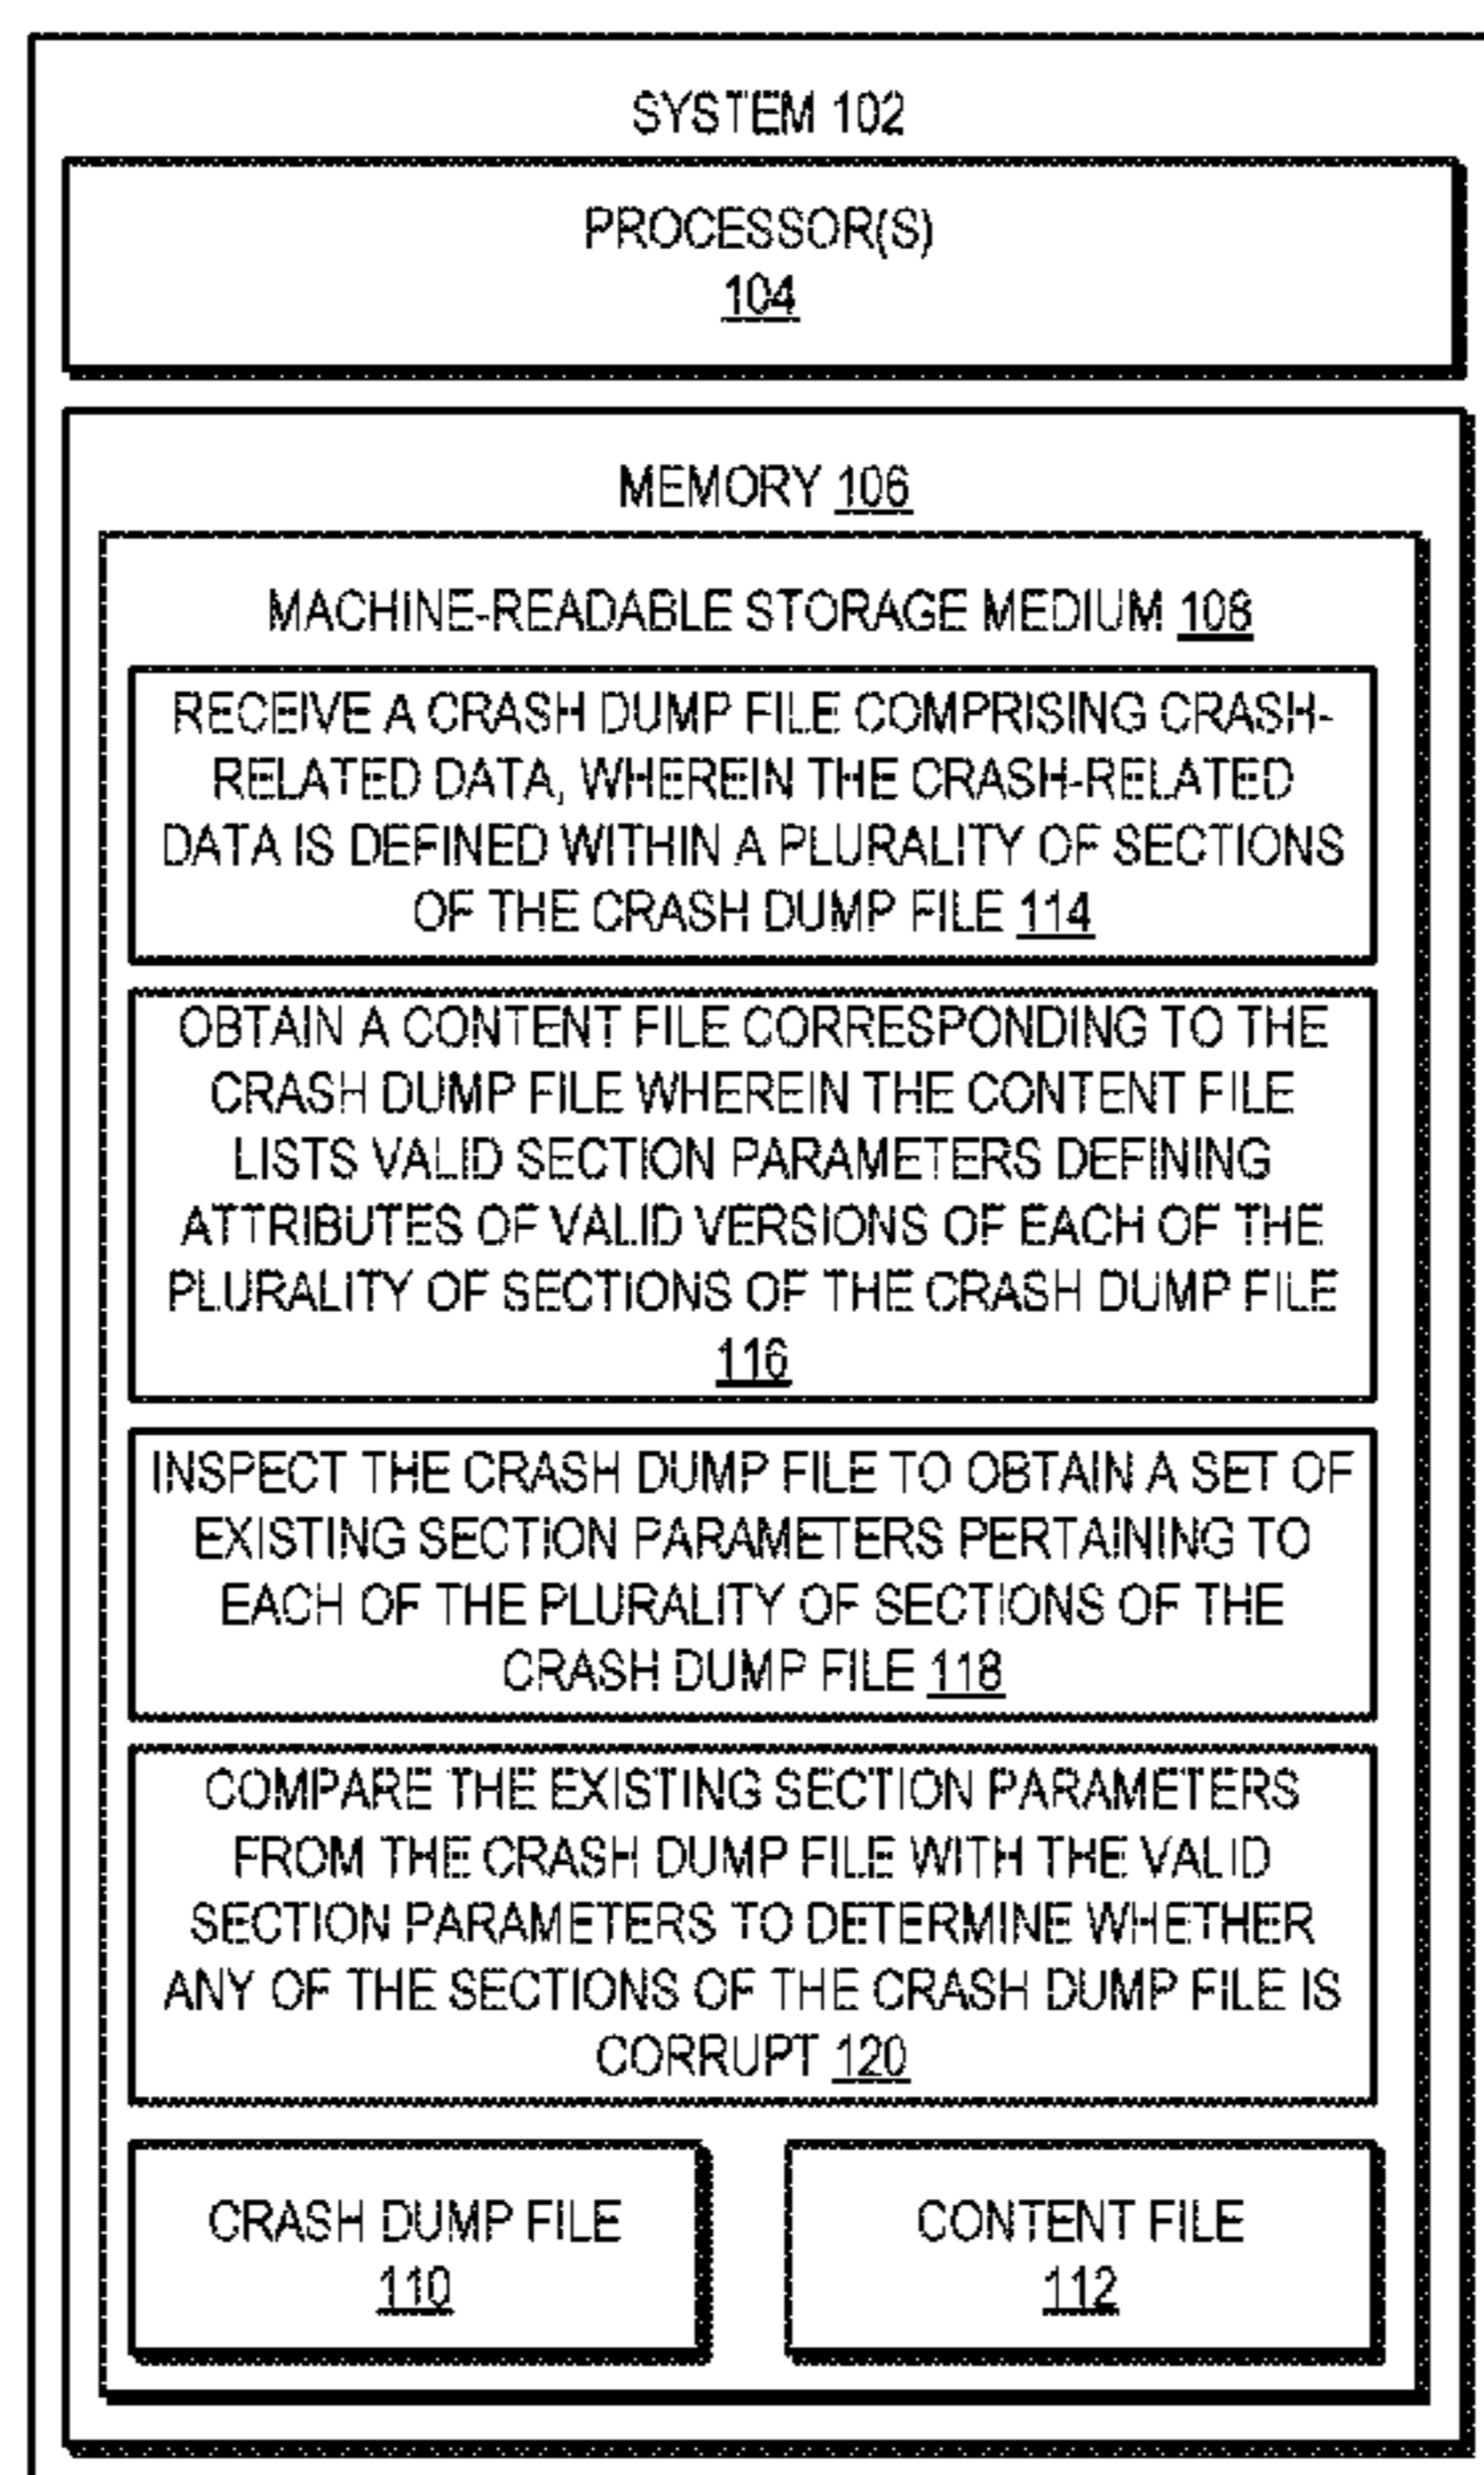 SYSTEM 102
PROCESSOR(S)
104
MEMORY 106
MACHINE-READABLE STORAGE MEDIUM 108
RECEIVE A CRASH DUMP FILE COMPRISING CRASH-
RELATED DATA, WHEREIN THE CRASH-RELATED
DATA IS DEFINED WITHIN A PLURALITY OF SECTIONS
OF THE CRASH DUMP FILE 114
OBTAIN A CONTENT FILE CORRESPONDING TO THE
CRASH DUMP FILE WHEREIN THE CONTENT FILE
LISTS VALID SECTION PARAMETERS DEFINING
ATTRIBUTES OF VALID VERSIONS OF EACH OF THE
PLURALITY OF SECTIONS OF THE CRASH DUMP FILE
116
INSPECT THE CRASH DUMP FILE TO OBTAIN A SET OF
EXISTING SECTION PARAMETERS PERTAINING TO
EACH OF THE PLURALITY OF SECTIONS OF THE
CRASH DUMP FILE 118
COMPARE THE EXISTING SECTION PARAMETERS
FROM THE CRASH DUMP FILE WITH THE VALID
SECTION PARAMETERS TO DETERMINE WHETHER
ANY OF THE SECTIONS OF THE CRASH DUMP FILE IS
CORRUPT 120
CRASH DUMP FILE
110
CONTENT FILE
112